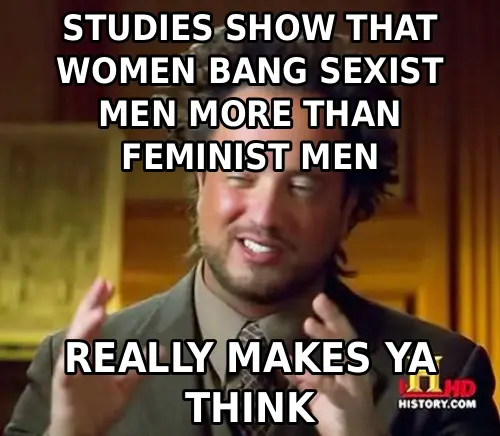 STUDIES SHOW THAT
WOMEN BANG SEXIST
MEN MORE THAN
FEMINIST MEN
REALLY MAKES YA
THINK
H HD
HISTORY.COM